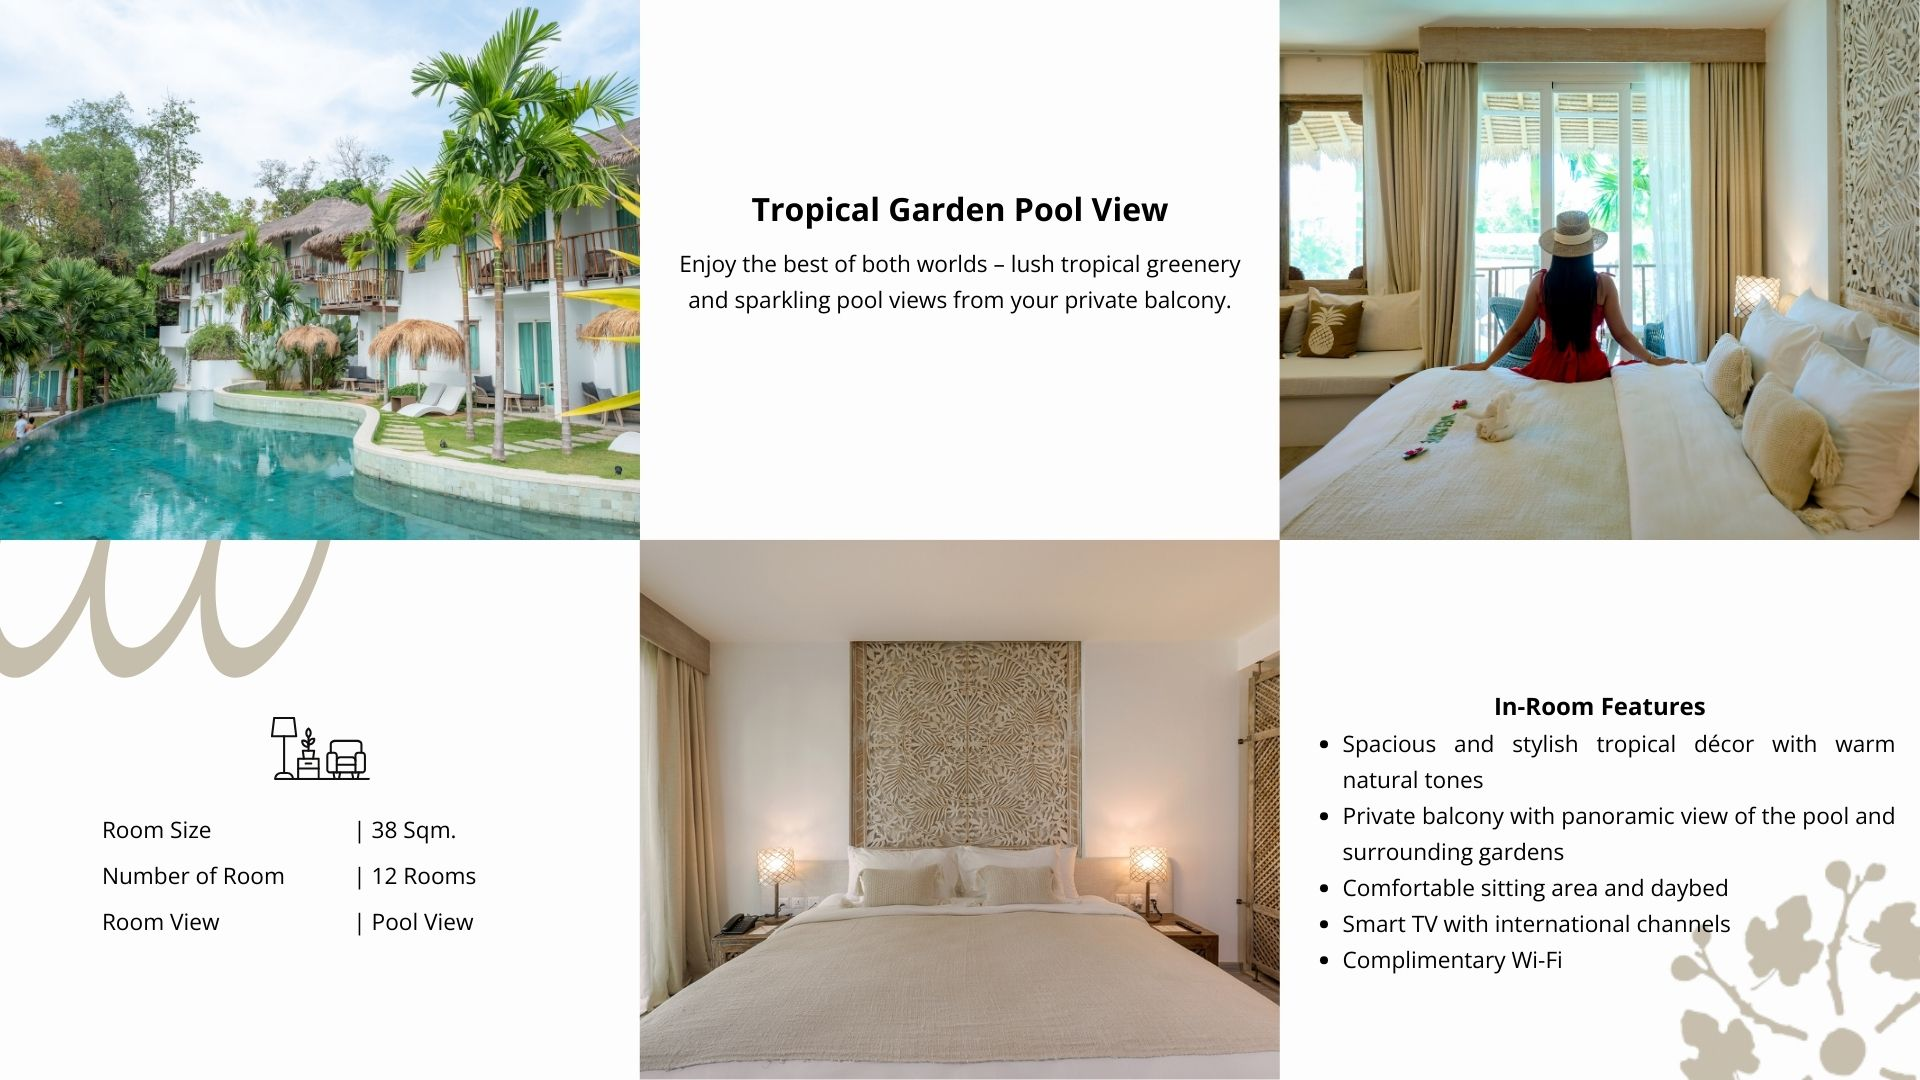 Tropical Garden Pool View
Enjoy the best of both worlds – lush tropical greenery
and sparkling pool views from your private balcony.
Room Size | 38 Sqm.
Number of Room | 12 Rooms
Room View | Pool View
In-Room Features
• Spacious and stylish tropical décor with warm
natural tones
• Private balcony with panoramic view of the pool and
surrounding gardens
• Comfortable sitting area and daybed
• Smart TV with international channels
• Complimentary Wi-Fi